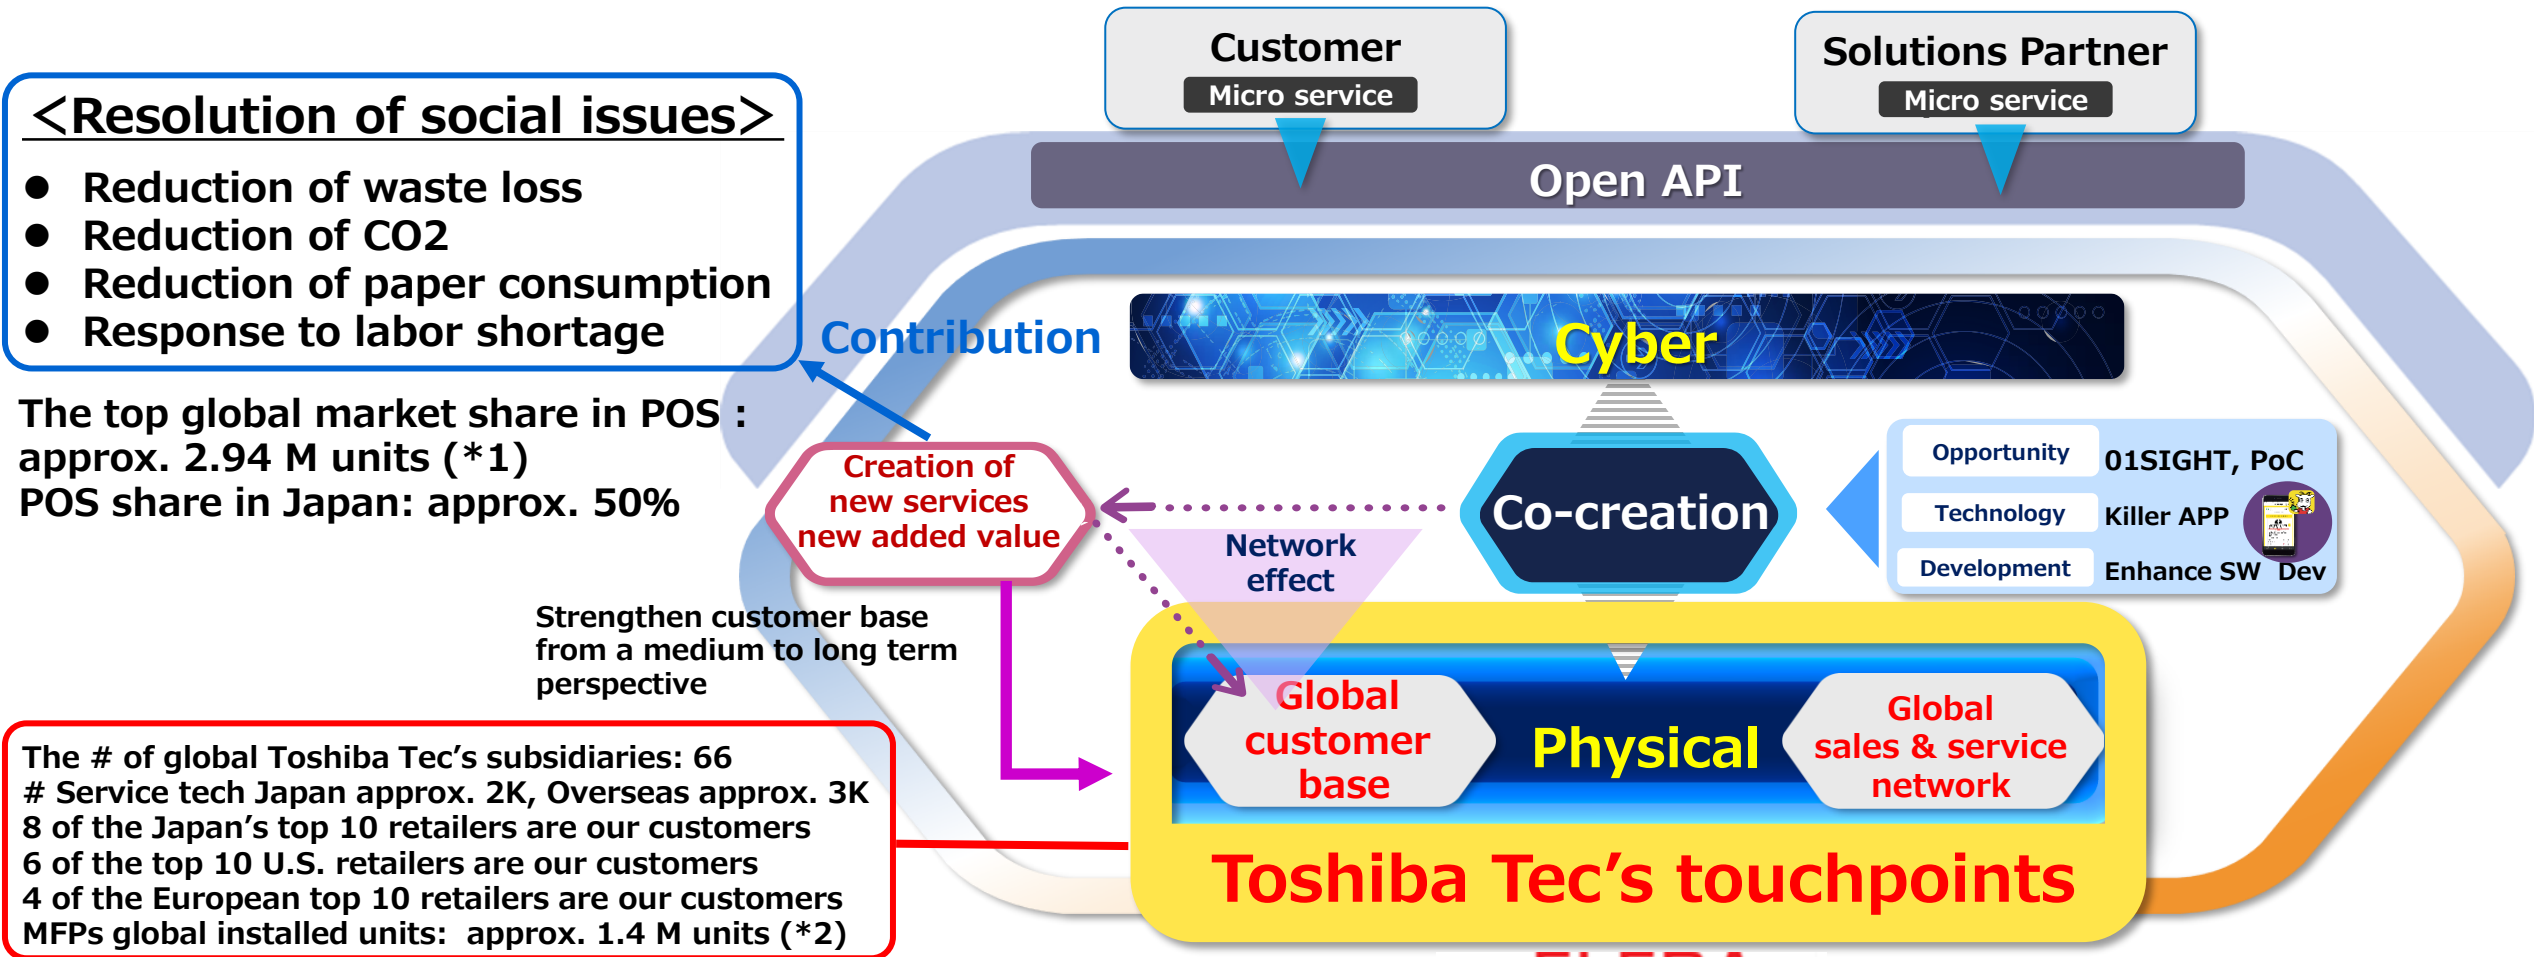 Customer
Micro service
Solutions Partner
Micro service
Open API
<Resolution of social issues>
● Reduction of waste loss
● Reduction of CO2
● Reduction of paper consumption
● Response to labor shortage
Contribution
Cyber
The top global market share in POS :
approx. 2.94 M units (*1)
POS share in Japan: approx. 50%
Creation of
new services
new added value
Network
effect
Co-creation
Opportunity
01SIGHT, PoC
Technology
Killer APP
Development
Enhance SW Dev
Strengthen customer base
from a medium to long term
perspective
Global
customer
base
Physical
Global
sales & service
network
Toshiba Tec’s touchpoints
The # of global Toshiba Tec’s subsidiaries: 66
# Service tech Japan approx. 2K, Overseas approx. 3K
8 of the Japan’s top 10 retailers are our customers
6 of the top 10 U.S. retailers are our customers
4 of the European top 10 retailers are our customers
MFPs global installed units: approx. 1.4 M units (*2)